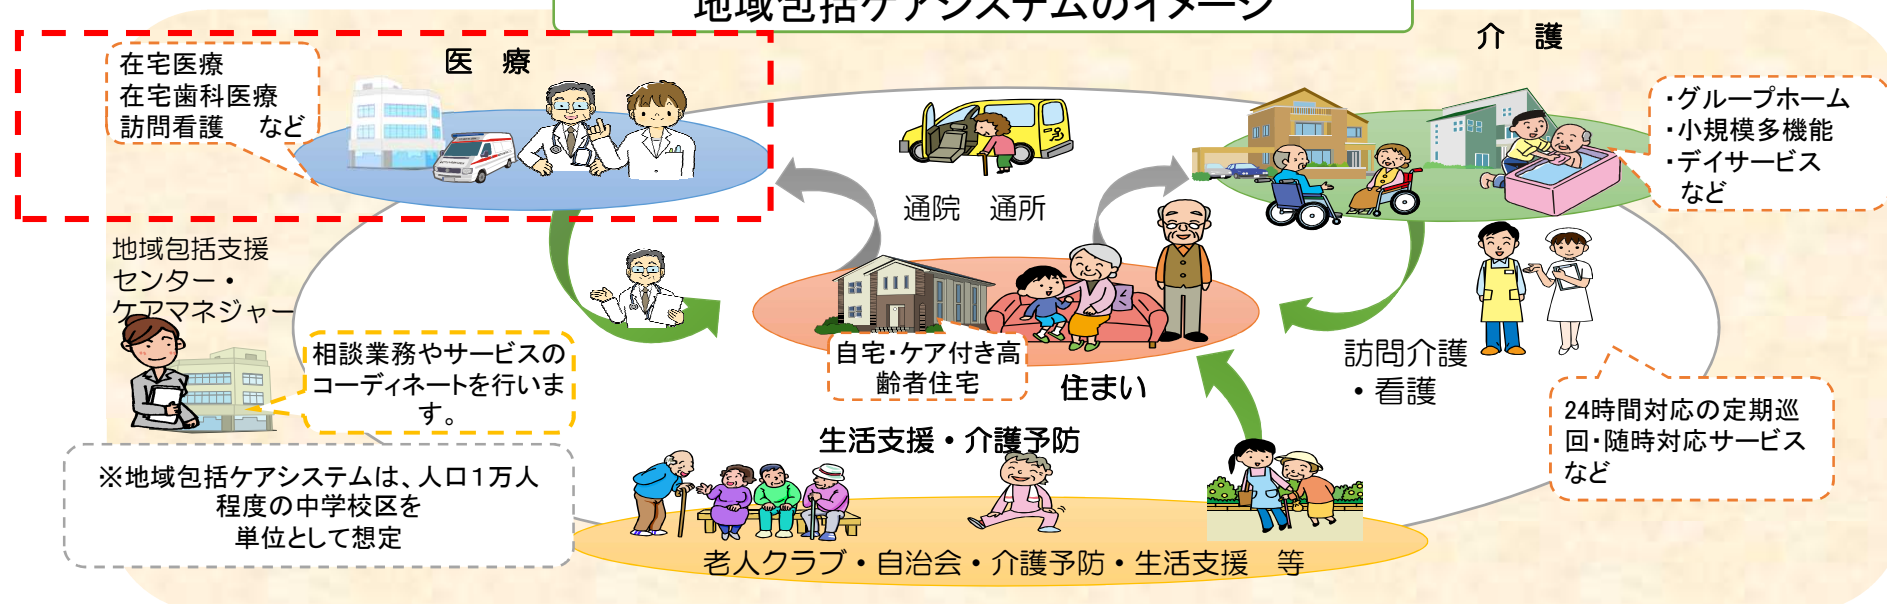 地域包括ケアシステムのイメージ
医 療
介 護
在宅医療
在宅歯科医療
訪問看護 など
・グループホーム
・小規模多機能
・デイサービス
など
通院 通所
地域包括支援
センター・
ケアマネジャー
相談業務やサービスの
コーディネートを行いま
す。
自宅・ケア付き高
齢者住宅
住まい
訪問介護
・看護
24時間対応の定期巡
回・随時対応サービス
など
生活支援・介護予防
※地域包括ケアシステムは、人口1万人
程度の中学校区を
単位として想定
老人クラブ・自治会・介護予防・生活支援 等